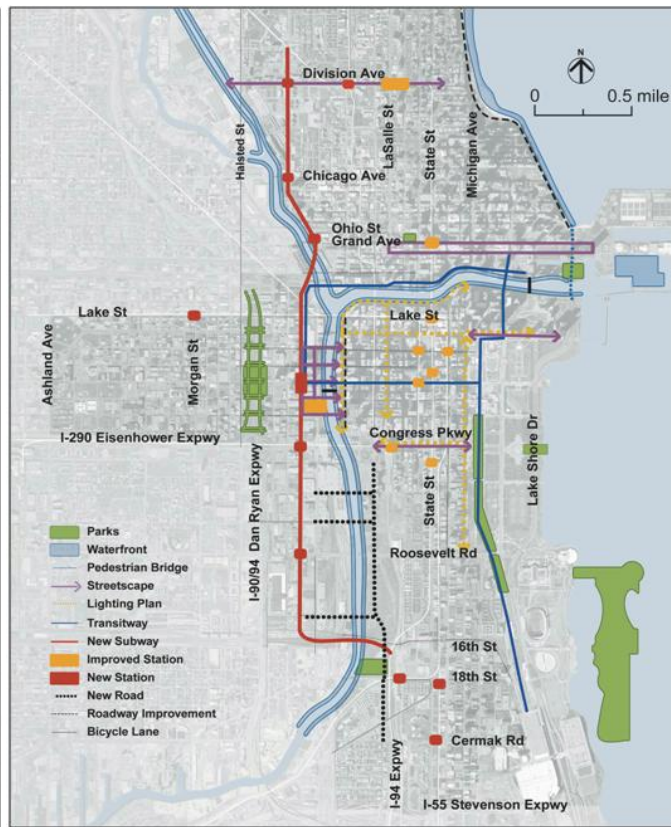 Division Ave
N
0 0.5 mile
Halsted St
LaSalle St
State St
Michigan Ave
Chicago Ave
Ohio St
Grand Ave
Lake St
Lake St
Ashland Ave
Morgan St
I-290 Eisenhower Expwy
Congress Pkwy
Lake Shore Dr
I-90/94 Dan Ryan Expwy
State St
Roosevelt Rd
Parks
Waterfront
Pedestrian Bridge
Streetscape
Lighting Plan
Transitway
New Subway
Improved Station
New Station
New Road
Roadway Improvement
Bicycle Lane
16th St
18th St
Cermak Rd
I-94 Expwy
I-55 Stevenson Expwy